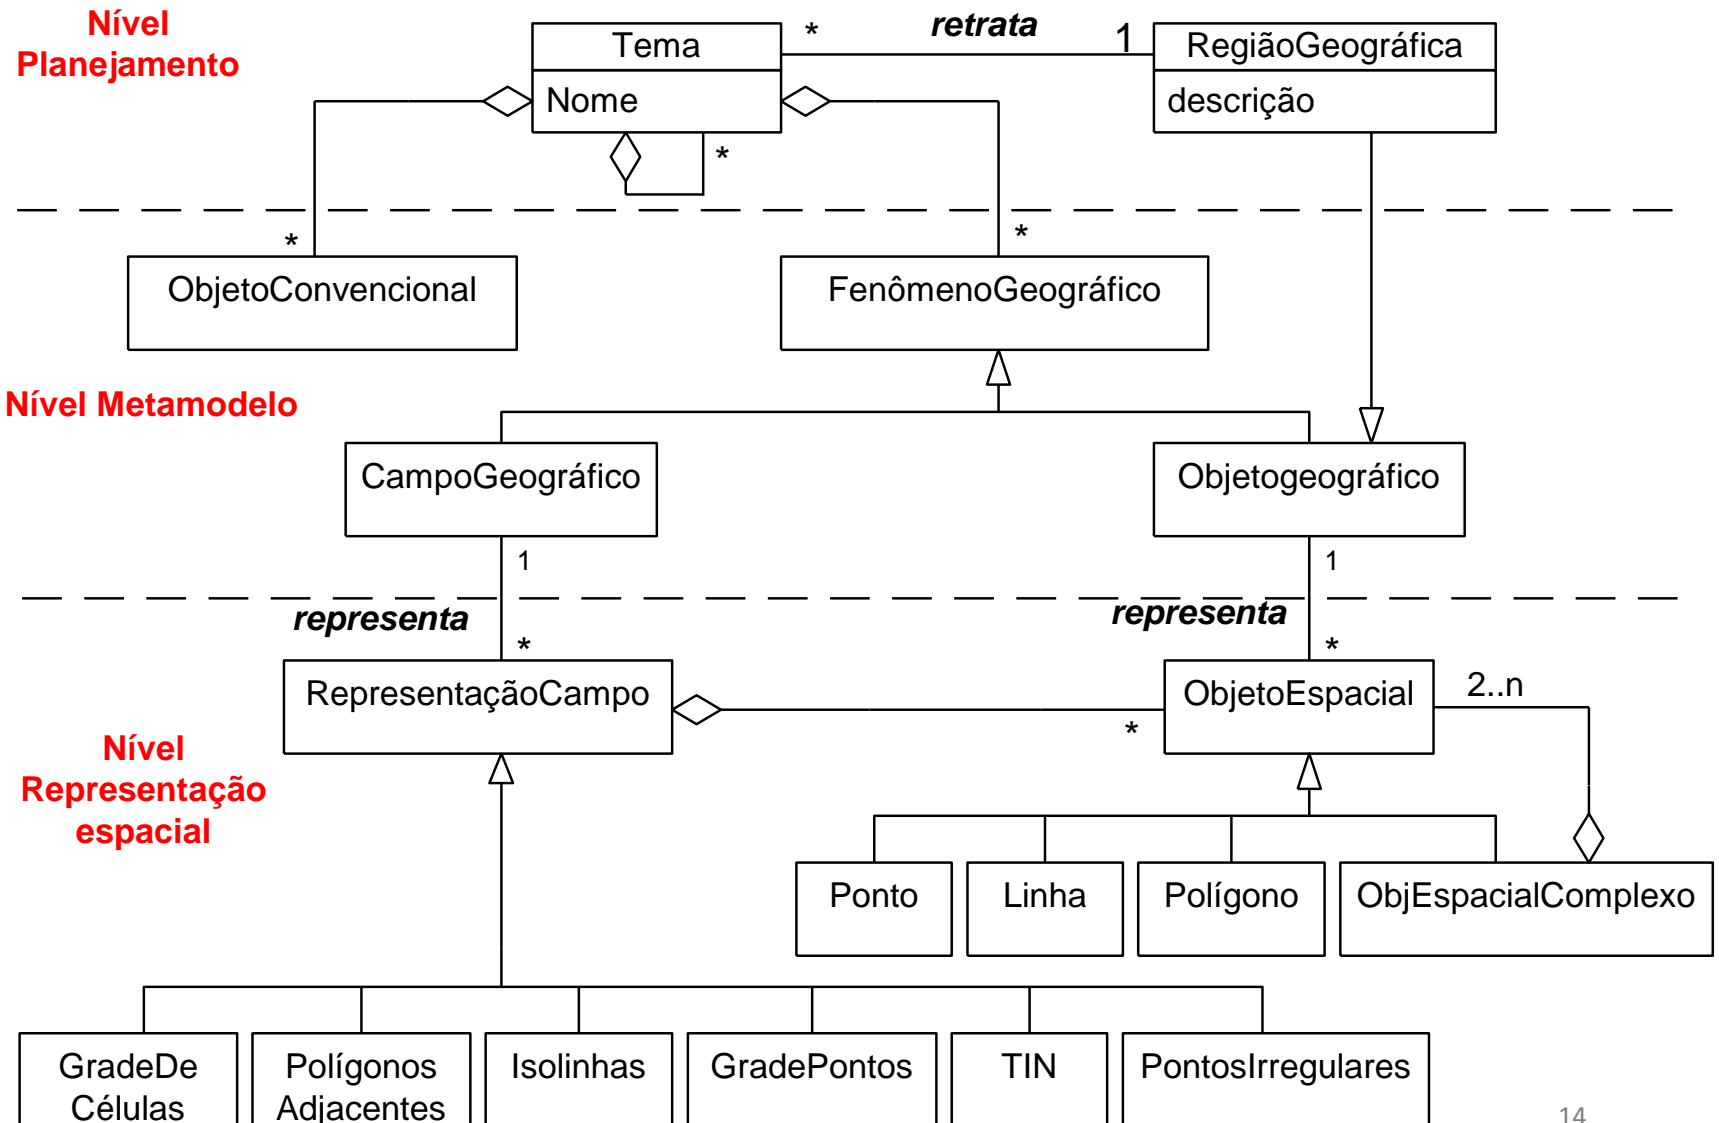 Nível
Planejamento
Tema
*
retrata
1
RegiãoGeográfica
Nome
descrição
*
*
*
ObjetoConvencional
FenômenoGeográfico
Nível Metamodelo
CampoGeográfico
Objetogeográfico
1
1
representa
representa
*
*
RepresentaçãoCampo
ObjetoEspacial
2..n
*
Nível
Representação
espacial
Ponto
Linha
Polígono
ObjEspacialComplexo
GradeDe
Células
Polígonos
Adjacentes
Isolinhas
GradePontos
TIN
PontosIrregulares
14